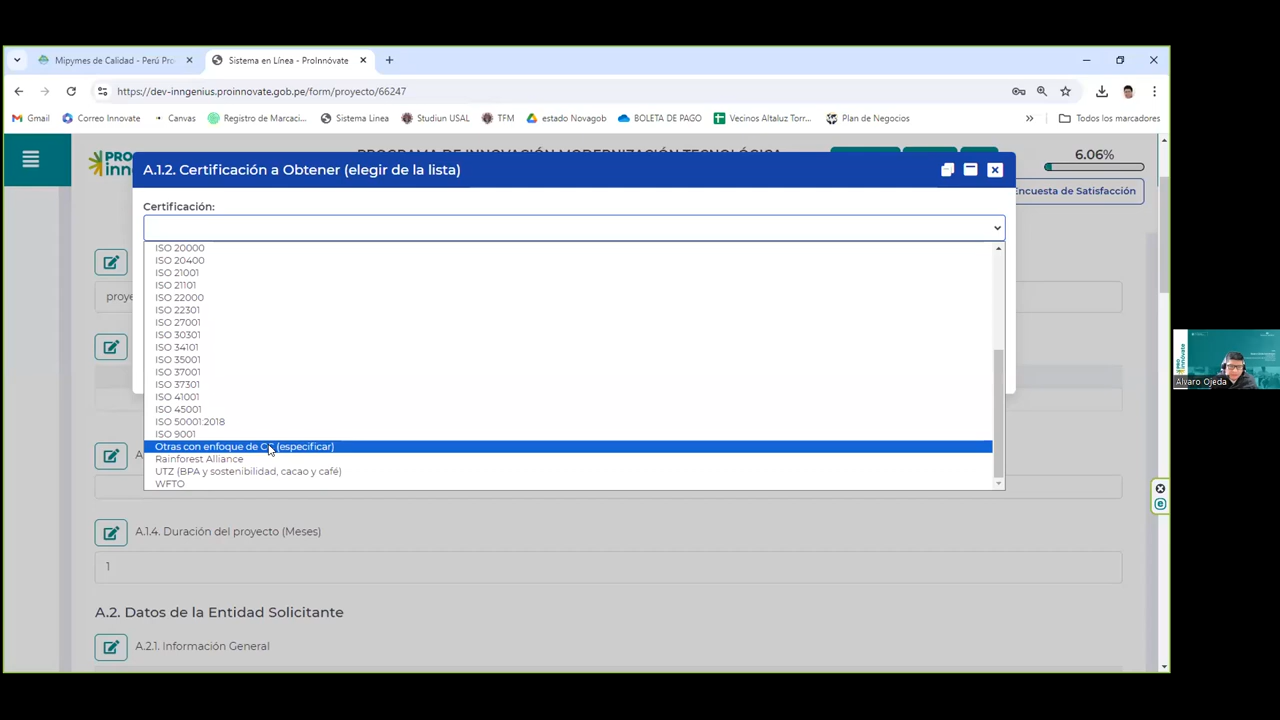 Mipymes de Calidad - Perú Pro
Sistema en Línea - ProInnóvate
https://dev-inngenius.proinnovate.gob.pe/form/proyecto/66247
Gmail
Correo Innovate
Canvas
Registro de Marcaci...
Sistema Linea
Studiun USAL
TFM
estado Novagob
BOLETA DE PAGO
Vecinos Altaluz Torr...
Plan de Negocios
Todos los marcadores
PROGRAMA DE INNOVACIÓN MODERNIZACIÓN TECNOLÓGICA
6.06%
A.1.2. Certificación a Obtener (elegir de la lista)
Encuesta de Satisfacción
Certificación:
ISO 20000
ISO 20400
ISO 21001
ISO 21101
ISO 22000
proye
ISO 22301
ISO 27001
ISO 30301
ISO 34101
ISO 35001
ISO 37001
ISO 37301
ISO 41001
ISO 45001
ISO 50001:2018
ISO 9001
Otras con enfoque de (especificar)
Rainforest Alliance
UTZ (BPA y sostenibilidad, cacao y café)
WFTO
Alvaro Ojeda
A.1.4. Duración del proyecto (Meses)
1
A.2. Datos de la Entidad Solicitante
A.2.1. Información General